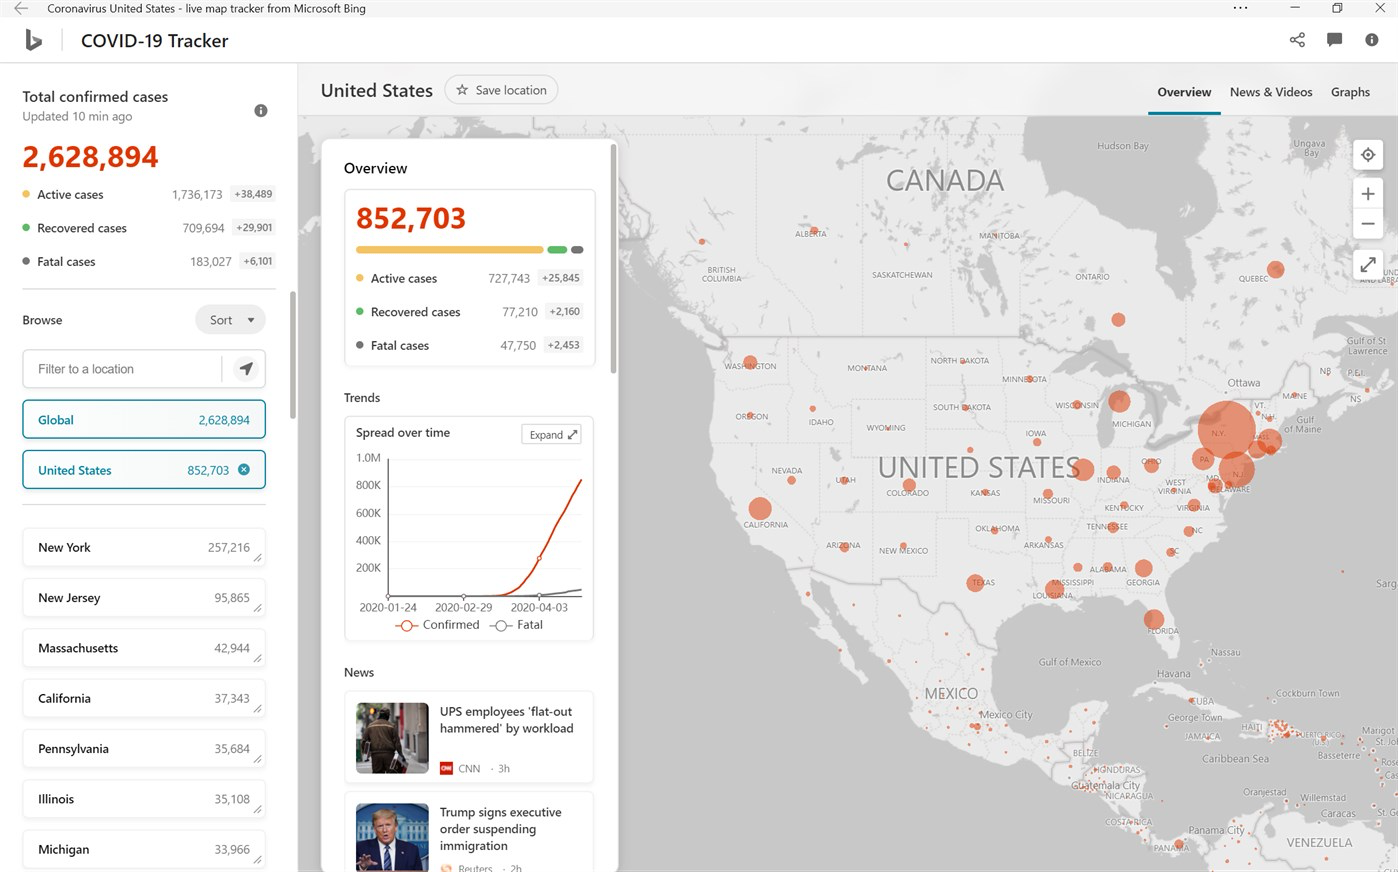 Coronavirus United States - live map tracker from Microsoft Bing
COVID-19 Tracker
Total confirmed cases
Updated 10 min ago
2,628,894
Active cases 1,736,173 +38,489
Recovered cases 709,694 +29,901
Fatal cases 183,027 +6,101
Browse
Sort
Filter to a location
Global 2,628,894
United States 852,703
New York 257,216
New Jersey 95,865
Massachusetts 42,944
California 37,343
Pennsylvania 35,684
Illinois 35,108
Michigan 33,966
United States
Save location
Overview News & Videos Graphs
Overview
852,703
Active cases 727,743 +25,845
Recovered cases 77,210 +2,160
Fatal cases 47,750 +2,453
Trends
Spread over time
Expand
1.0M
800K
600K
400K
200K
2020-01-24 2020-02-29 2020-04-03
Confirmed Fatal
News
UPS employees 'flat-out
hammered' by workload
CNN · 3h
Trump signs executive
order suspending
immigration
Reuters · 2h
Hudson Bay
Ungava
Bay
CANADA
ALBERTA
MANITOBA
BRITISH
COLUMBIA
SASKATCHEWAN
ONTARIO
QUEBEC
Gulf of St
Lawrence
WASHINGTON
MONTANA
NORTH DAKOTA
MINNESOTA
Ottawa
NB
P.E.I.
NS
MAINE
VT.
N.H.
Gulf
of Maine
OREGON
IDAHO
WYOMING
SOUTH DAKOTA
WISCONSIN
MICHIGAN
N.Y.
MASS.
IOWA
UNITED STATES
NEVADA
UTAH
COLORADO
KANSAS
MISSOURI
INDIANA
OHIO
PA
N.J.
MD
DELAWARE
WEST
VIRGINIA
VIRGINIA
KENTUCKY
CALIFORNIA
ARIZONA
NEW MEXICO
OKLAHOMA
ARKANSAS
TENNESSEE
NC
SC
TEXAS
MISSISSIPPI
ALABAMA
GEORGIA
LOUISIANA
FLORIDA
Sarg
Gulf of Mexico
Nassau
Havana
MEXICO
Mexico City
CUBA
Cockburn Town
George Town
JAMAICA
HAITI
PUERTO RICO
(U.S.)
Marigot
St. Jo
Basseterre
BELIZE
Caribbean Sea
HONDURAS
Guatemala City
NICARAGUA
Oranjestad
Willemstad
Caracas
COSTA RICA
Panama City
PANAMA
VENEZUELA